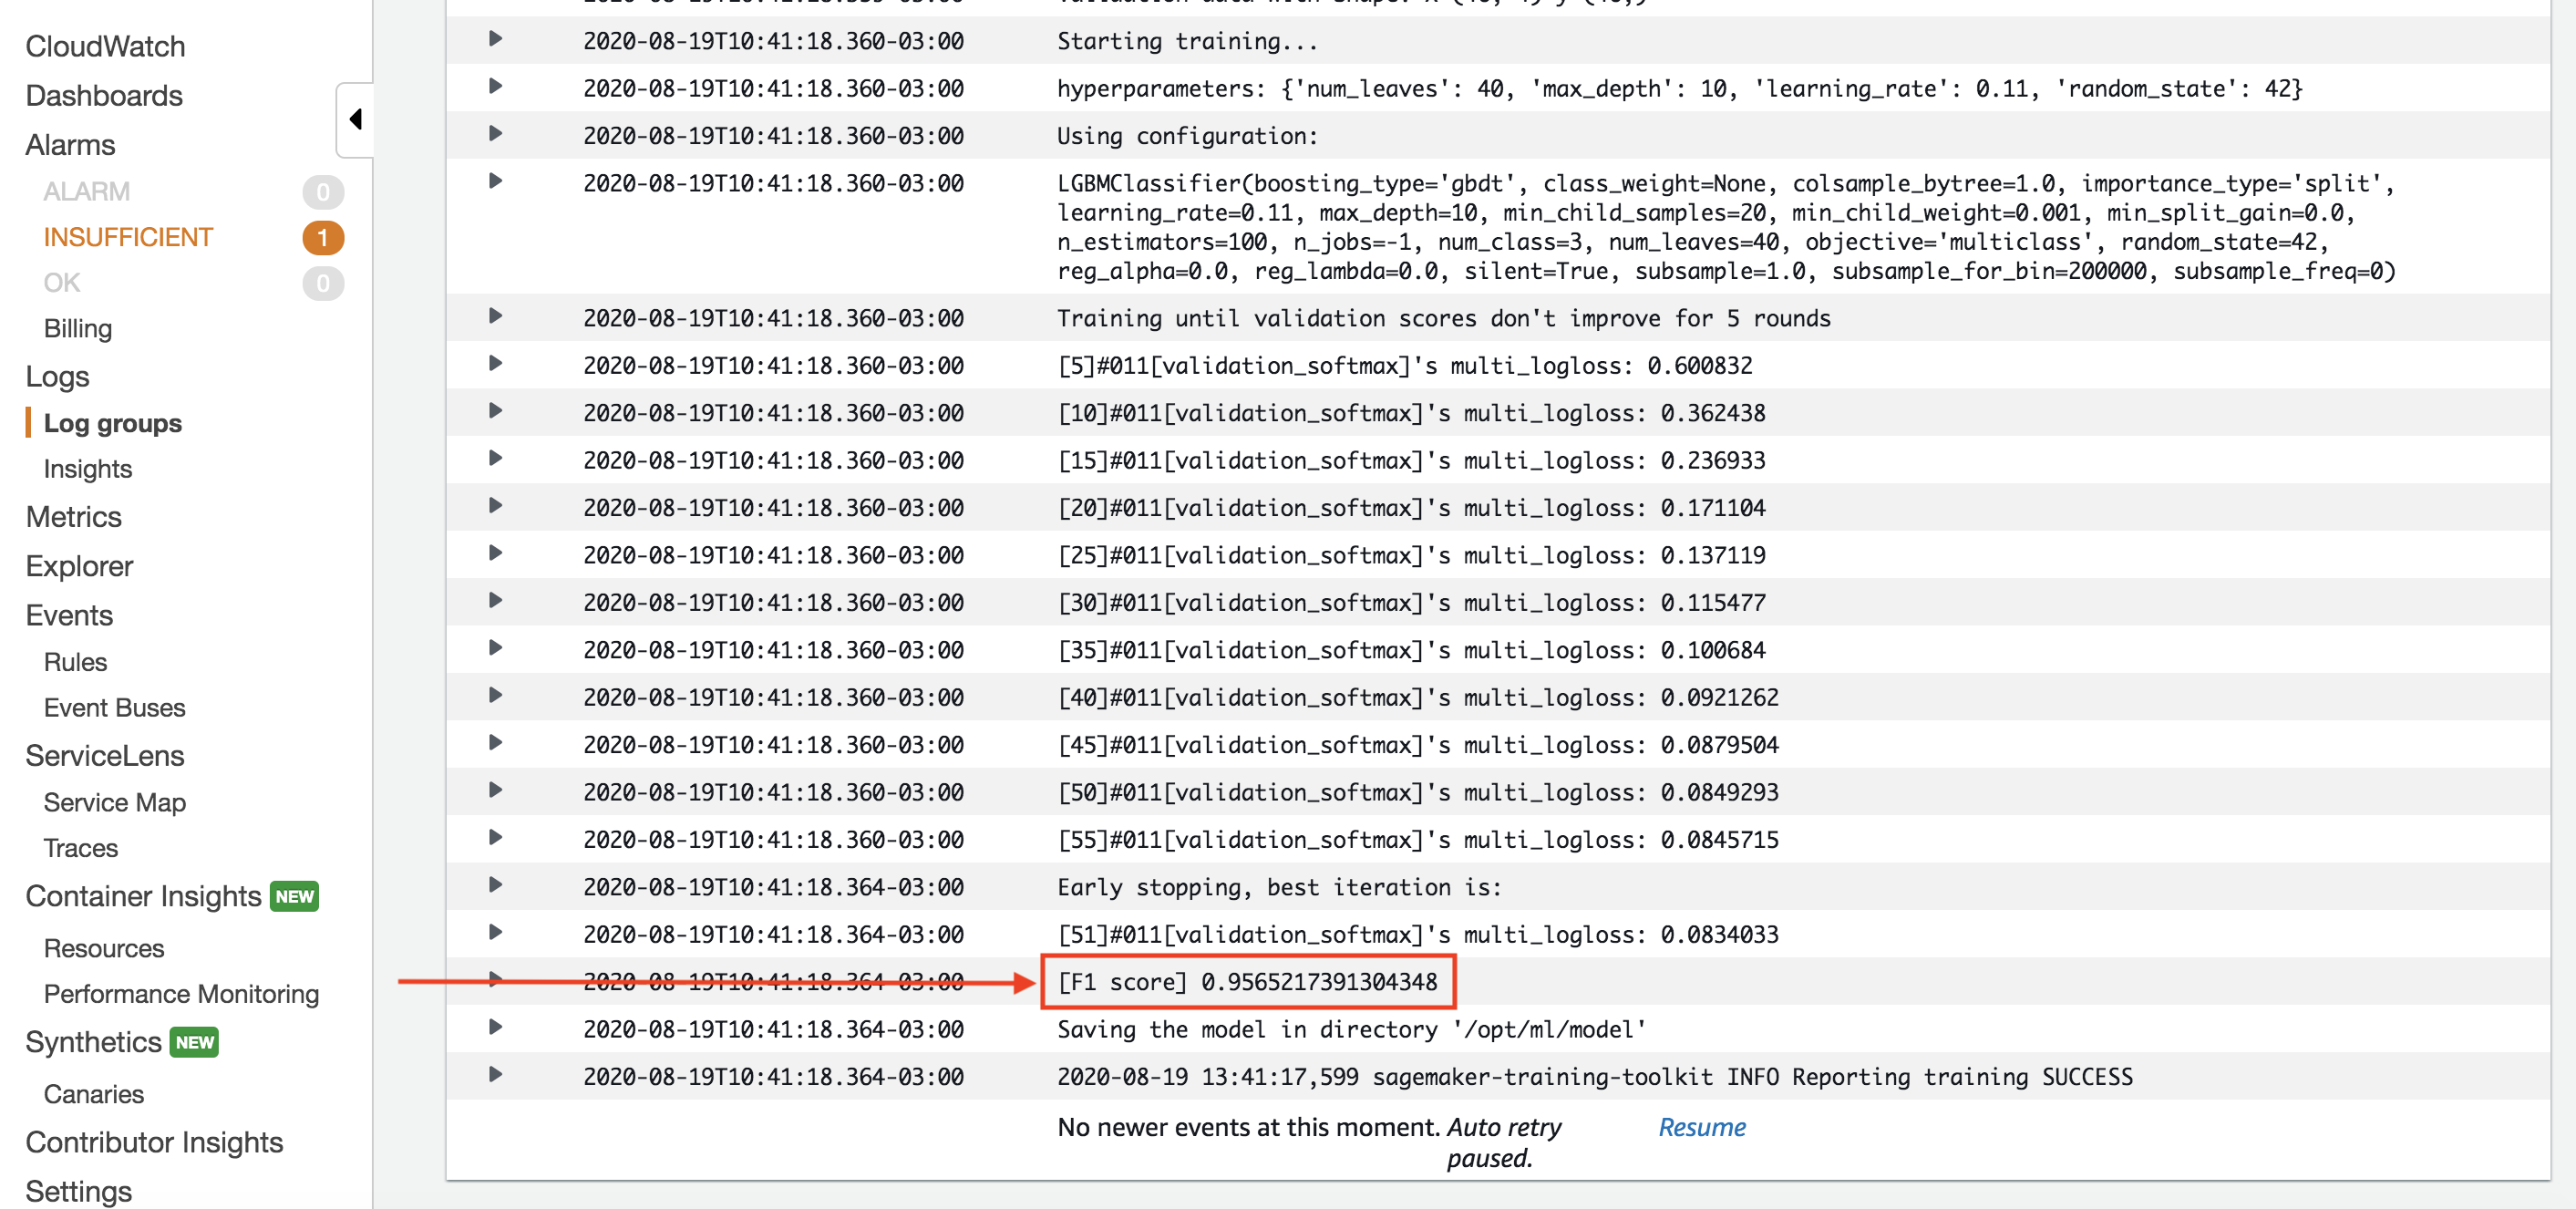 CloudWatch
Dashboards
Alarms
ALARM 0
INSUFFICIENT 1
OK 0
Billing
Logs
Log groups
Insights
Metrics
Explorer
Events
Rules
Event Buses
ServiceLens
Service Map
Traces
Container Insights NEW
Resources
Performance Monitoring
Synthetics NEW
Canaries
Contributor Insights
Settings
2020-08-19T10:41:18.360-03:00 Starting training...
2020-08-19T10:41:18.360-03:00 hyperparameters: {'num_leaves': 40, 'max_depth': 10, 'learning_rate': 0.11, 'random_state': 42}
2020-08-19T10:41:18.360-03:00 Using configuration:
2020-08-19T10:41:18.360-03:00 LGBMClassifier(boosting_type='gbdt', class_weight=None, colsample_bytree=1.0, importance_type='split',
learning_rate=0.11, max_depth=10, min_child_samples=20, min_child_weight=0.001, min_split_gain=0.0,
n_estimators=100, n_jobs=-1, num_class=3, num_leaves=40, objective='multiclass', random_state=42,
reg_alpha=0.0, reg_lambda=0.0, silent=True, subsample=1.0, subsample_for_bin=200000, subsample_freq=0)
2020-08-19T10:41:18.360-03:00 Training until validation scores don't improve for 5 rounds
2020-08-19T10:41:18.360-03:00 [5]#011[validation_softmax]'s multi_logloss: 0.600832
2020-08-19T10:41:18.360-03:00 [10]#011[validation_softmax]'s multi_logloss: 0.362438
2020-08-19T10:41:18.360-03:00 [15]#011[validation_softmax]'s multi_logloss: 0.236933
2020-08-19T10:41:18.360-03:00 [20]#011[validation_softmax]'s multi_logloss: 0.171104
2020-08-19T10:41:18.360-03:00 [25]#011[validation_softmax]'s multi_logloss: 0.137119
2020-08-19T10:41:18.360-03:00 [30]#011[validation_softmax]'s multi_logloss: 0.115477
2020-08-19T10:41:18.360-03:00 [35]#011[validation_softmax]'s multi_logloss: 0.100684
2020-08-19T10:41:18.360-03:00 [40]#011[validation_softmax]'s multi_logloss: 0.0921262
2020-08-19T10:41:18.360-03:00 [45]#011[validation_softmax]'s multi_logloss: 0.0879504
2020-08-19T10:41:18.360-03:00 [50]#011[validation_softmax]'s multi_logloss: 0.0849293
2020-08-19T10:41:18.360-03:00 [55]#011[validation_softmax]'s multi_logloss: 0.0845715
2020-08-19T10:41:18.364-03:00 Early stopping, best iteration is:
2020-08-19T10:41:18.364-03:00 [51]#011[validation_softmax]'s multi_logloss: 0.0834033
2020-08-19T10:41:18.364-03:00 [F1 score] 0.9565217391304348
2020-08-19T10:41:18.364-03:00 Saving the model in directory '/opt/ml/model'
2020-08-19T10:41:18.364-03:00 2020-08-19 13:41:17,599 sagemaker-training-toolkit INFO Reporting training SUCCESS
No newer events at this moment. Auto retry Resume
paused.